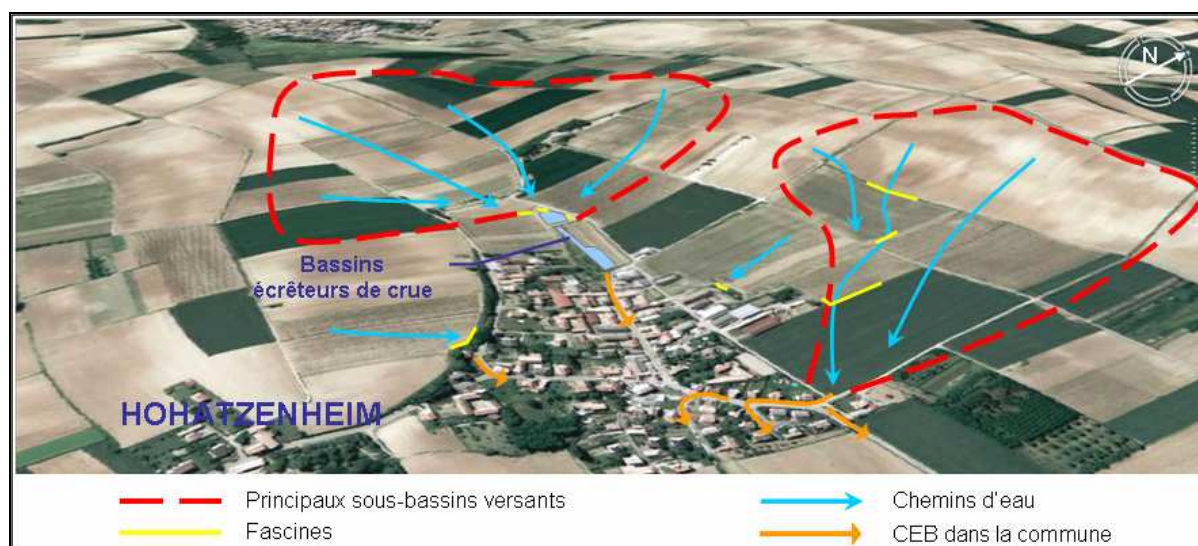 N
Bassins
écrêteurs de crue
HOHATZENHEIM
Principaux sous-bassins versants
Chemins d'eau
Fascines
CEB dans la commune